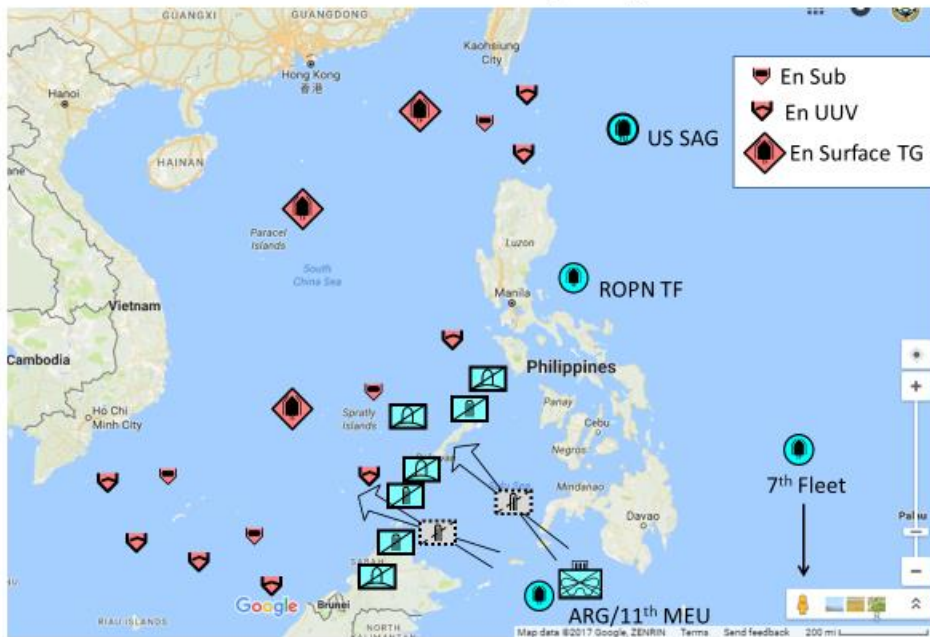 GUANGXI
GUANGDONG
Kaohsiung
City
Hong Kong
香港
Hanoi
HAINAN
En Sub
En UUV
En Surface TG
US SAG
Paracel
Islands
South
China Sea
Luzon
Manila
ROPN TF
Vietnam
Cambodia
Philippines
Ho Chi
Minh City
Spratly
Islands
Panay
Cebu
Negros
Mindanao
Davao
7th Fleet
Palau
SABAH
Brunei
Google
RIAU ISLANDS
NORTH
KALIMANTAN
ARG/11th MEU
Map data ©2017 Google, ZENRIN Terms Send feedback 200 mi